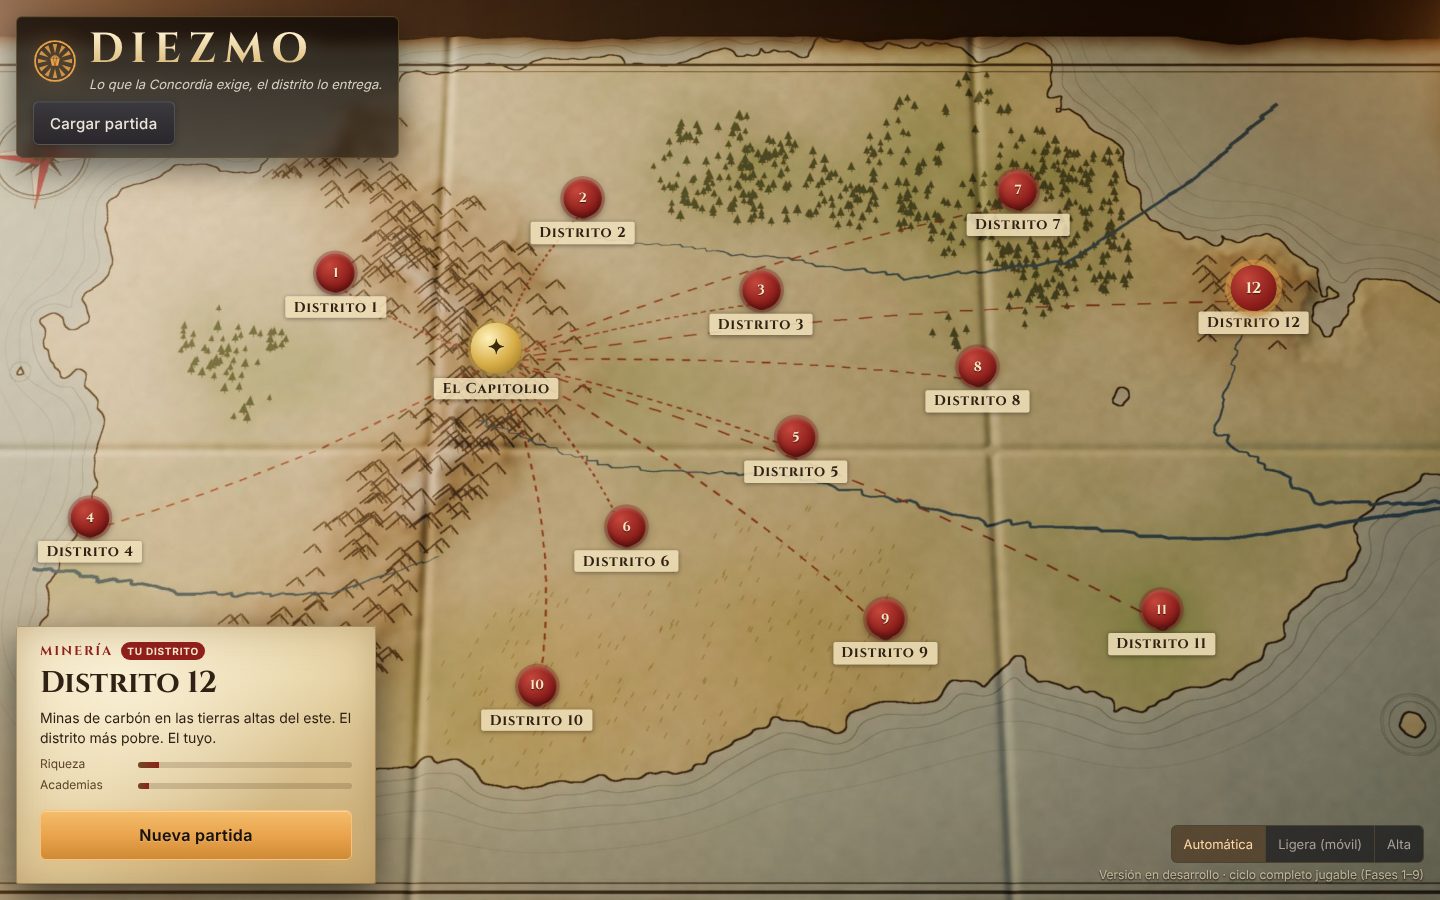 DIEZMO
Lo que la Concordia exige, el distrito lo entrega.
Cargar partida
2
Distrito 2
7
Distrito 7
1
Distrito 1
3
Distrito 3
12
Distrito 12
✦
El Capitolio
8
Distrito 8
5
Distrito 5
4
Distrito 4
6
Distrito 6
9
Distrito 9
11
Distrito 11
10
Distrito 10
MINERÍA TU DISTRITO
Distrito 12
Minas de carbón en las tierras altas del este. El
distrito más pobre. El tuyo.
Riqueza
Academias
Nueva partida
Automática Ligera (móvil) Alta
Versión en desarrollo · ciclo completo jugable (Fases 1–9)